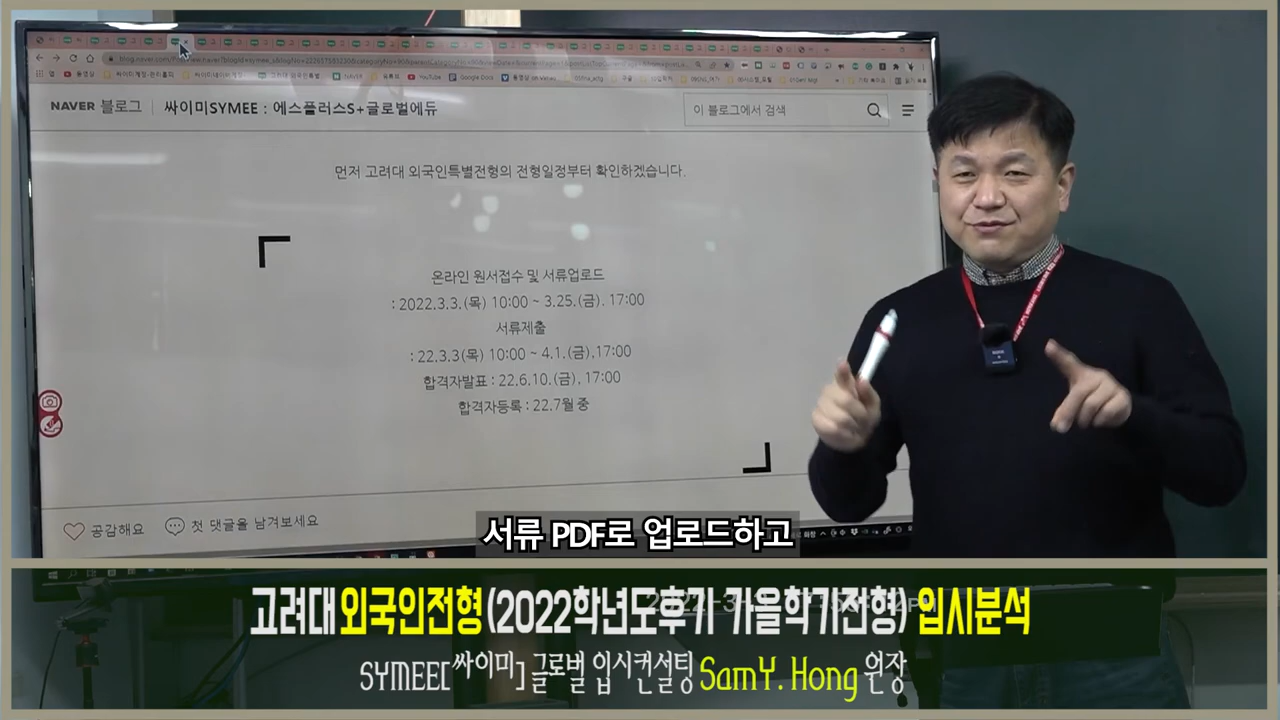 NAVER 블로그 | 싸이미SYMEE : 에스플러스S+글로벌에듀
이 블로그에서 검색
먼저 고려대 외국인특별전형의 전형일정부터 확인하겠습니다.
온라인 원서접수 및 서류업로드
: 2022.3.3.(목) 10:00 ~ 3.25.(금). 17:00
서류제출
: 22.3.3(목) 10:00 ~ 4.1.(금).17:00
합격자발표 : 22.6.10.(금), 17:00
합격자등록 : 22.7월 중
공감해요
첫 댓글을 남겨보세요
서류 PDF로 업로드하고
고려대 외국인전형(2022학년도후기 가을학기전형) 입시분석
SYMEE[싸이미] 글로벌 입시컨설팅 Sam Y. Hong 원장